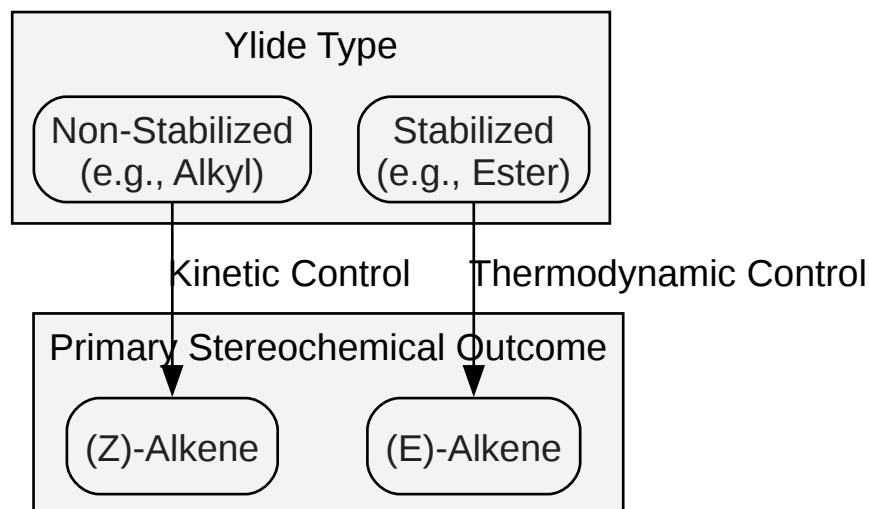 Ylide Type
Non-Stabilized
(e.g., Alkyl)
Stabilized
(e.g., Ester)
Kinetic Control
Thermodynamic Control
Primary Stereochemical Outcome
(Z)-Alkene
(E)-Alkene